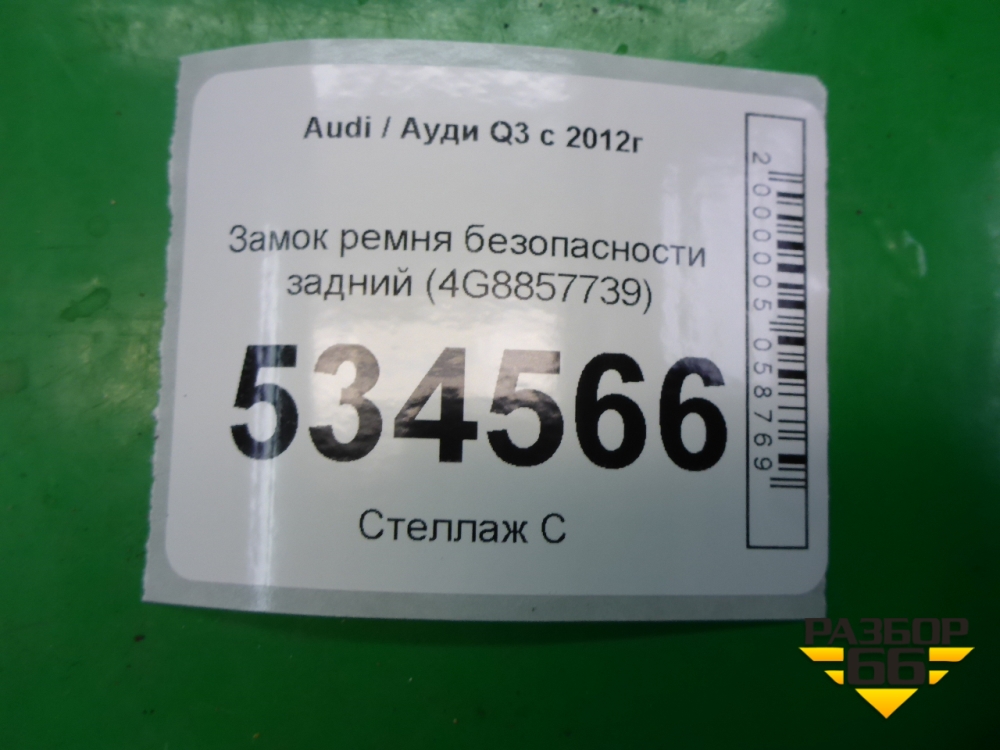 Audi / Ауди Q3 с 2012г
Замок ремня безопасности
задний (4G8857739)
534566
Стеллаж С
2000005058769
РАЗБОР
66